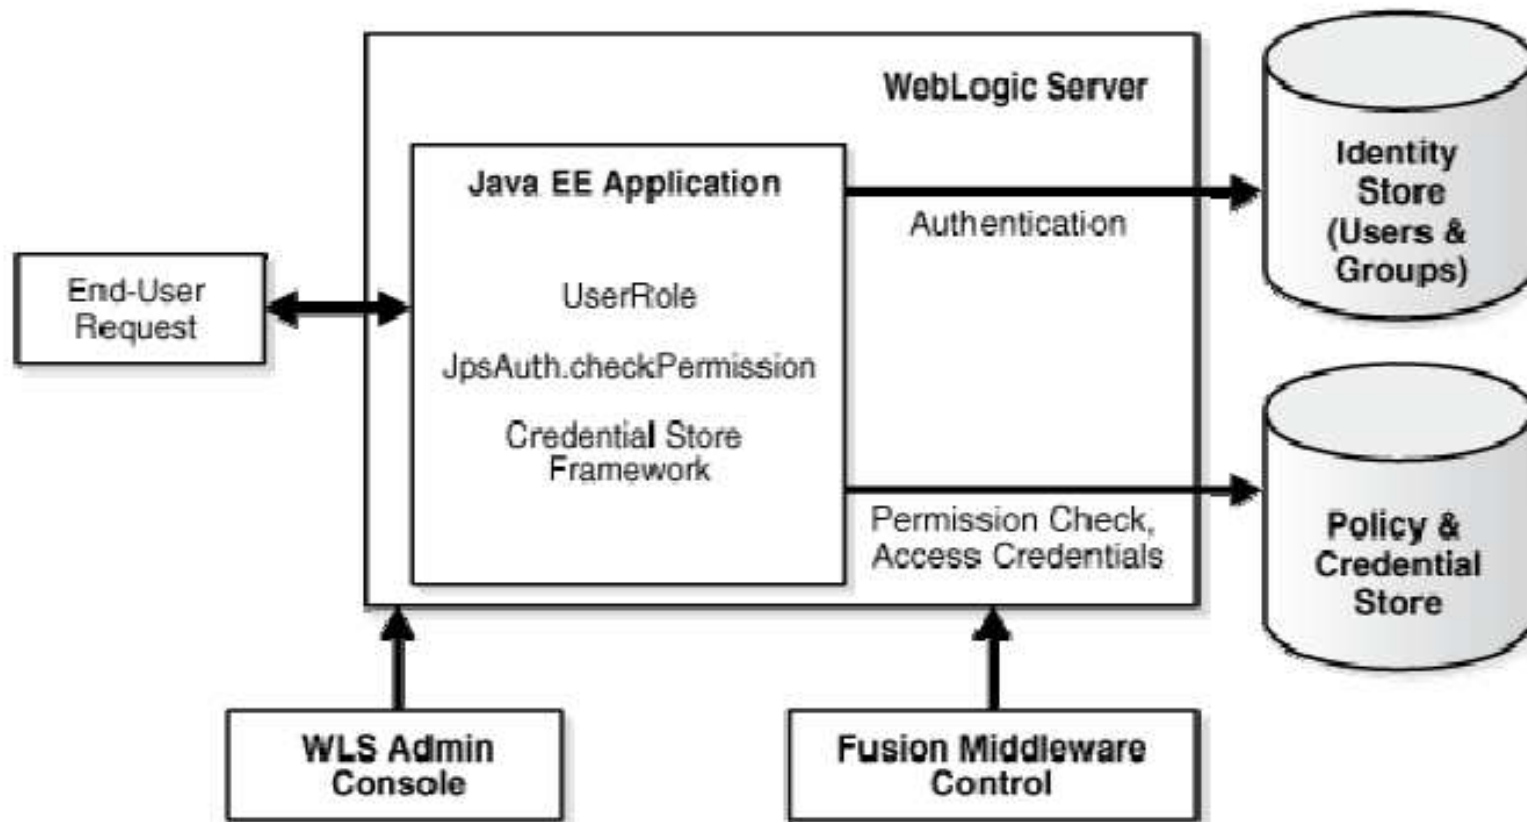 WebLogic Server
Java EE Application
UserRole
JpsAuth.checkPermission
Credential Store
Framework
End-User
Request
Authentication
Permission Check,
Access Credentials
Identity
Store
(Users &
Groups)
Policy &
Credential
Store
WLS Admin
Console
Fusion Middleware
Control